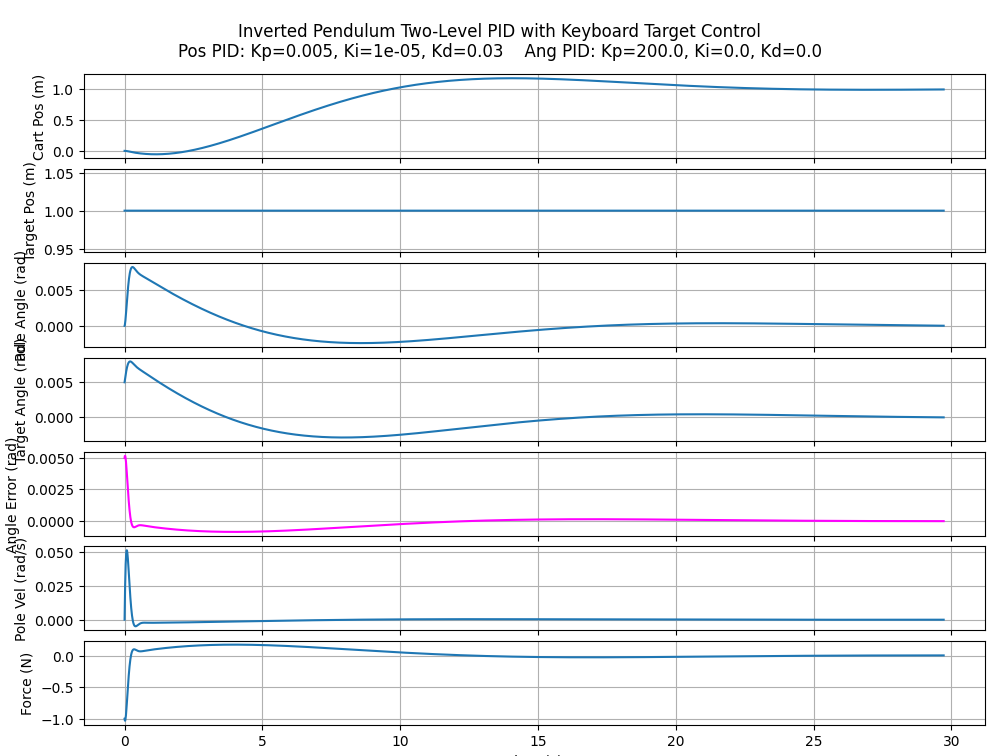 Inverted Pendulum Two-Level PID with Keyboard Target Control
Pos PID: Kp=0.005, Ki=1e-05, Kd=0.03    Ang PID: Kp=200.0, Ki=0.0, Kd=0.0
Cart Pos (m)
1.0
0.5
0.0
Target Pos (m)
1.05
1.00
0.95
Pole Angle (rad)
0.005
0.000
Target Angle (rad)
0.005
0.000
Angle Error (rad)
0.0050
0.0025
0.0000
Pole Vel (rad/s)
0.050
0.025
0.000
Force (N)
0.0
−0.5
−1.0
0 5 10 15 20 25 30